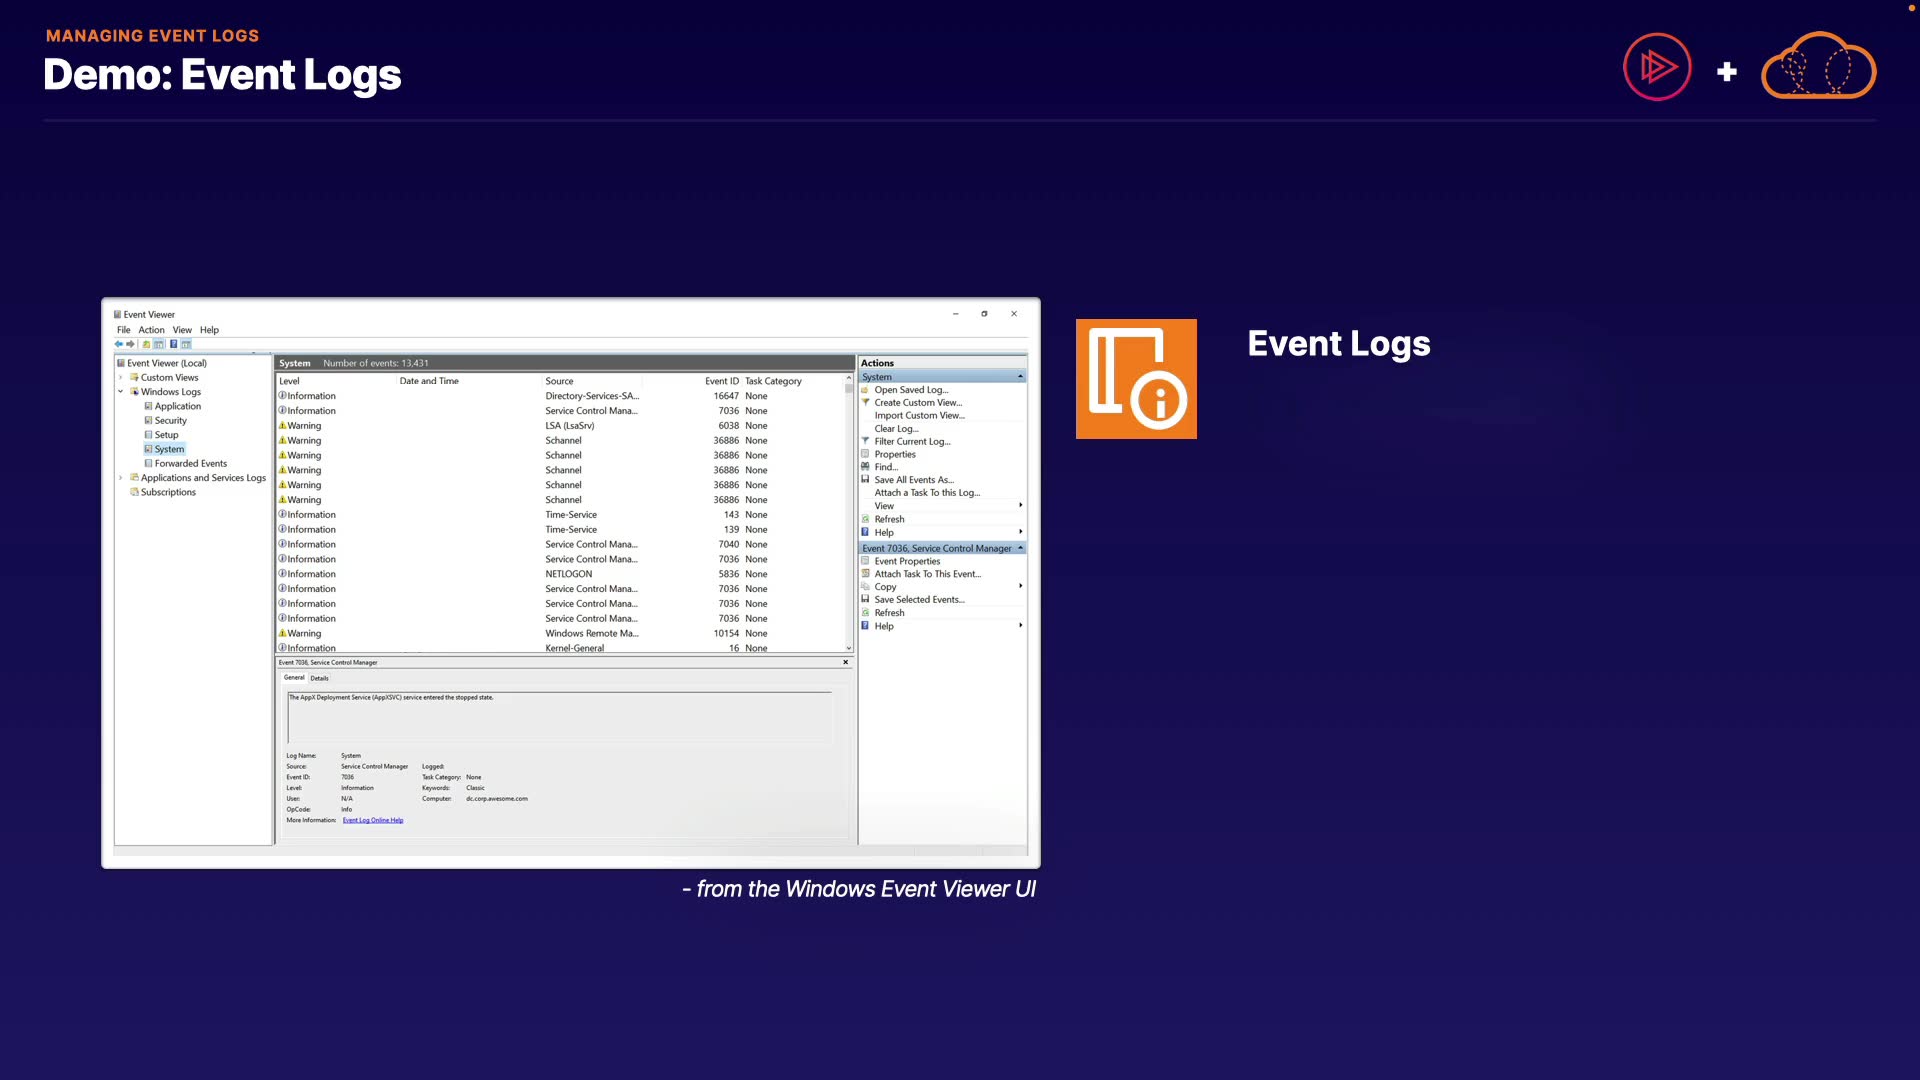 MANAGING EVENT LOGS
Demo: Event Logs
Event Viewer
File Action View Help
Event Viewer (Local)
Custom Views
Windows Logs
Application
Security
Setup
System
Forwarded Events
Applications and Services Logs
Subscriptions
System Number of events: 13,431
Level Date and Time Source Event ID Task Category
Information Directory-Services-SA... 16647 None
Information Service Control Mana... 7036 None
Warning LSA (LsaSrv) 6038 None
Warning Schannel 36886 None
Warning Schannel 36886 None
Warning Schannel 36886 None
Warning Schannel 36886 None
Warning Schannel 36886 None
Information Time-Service 143 None
Information Time-Service 139 None
Information Service Control Mana... 7040 None
Information Service Control Mana... 7036 None
Information NETLOGON 5836 None
Information Service Control Mana... 7036 None
Information Service Control Mana... 7036 None
Information Service Control Mana... 7036 None
Warning Windows Remote Ma... 10154 None
Information Kernel-General 16 None
Event 7036, Service Control Manager
General Details
The AppX Deployment Service (AppXSVC) service entered the stopped state.
Log Name: System
Source: Service Control Manager Logged:
Event ID: 7036 Task Category: None
Level: Information Keywords: Classic
User: N/A Computer: dc.corp.awesome.com
OpCode: Info
More Information: Event Log Online Help
Actions
System
Open Saved Log...
Create Custom View...
Import Custom View...
Clear Log...
Filter Current Log...
Properties
Find...
Save All Events As...
Attach a Task To this Log...
View
Refresh
Help
Event 7036, Service Control Manager
Event Properties
Attach Task To This Event...
Copy
Save Selected Events...
Refresh
Help
- from the Windows Event Viewer UI
Event Logs